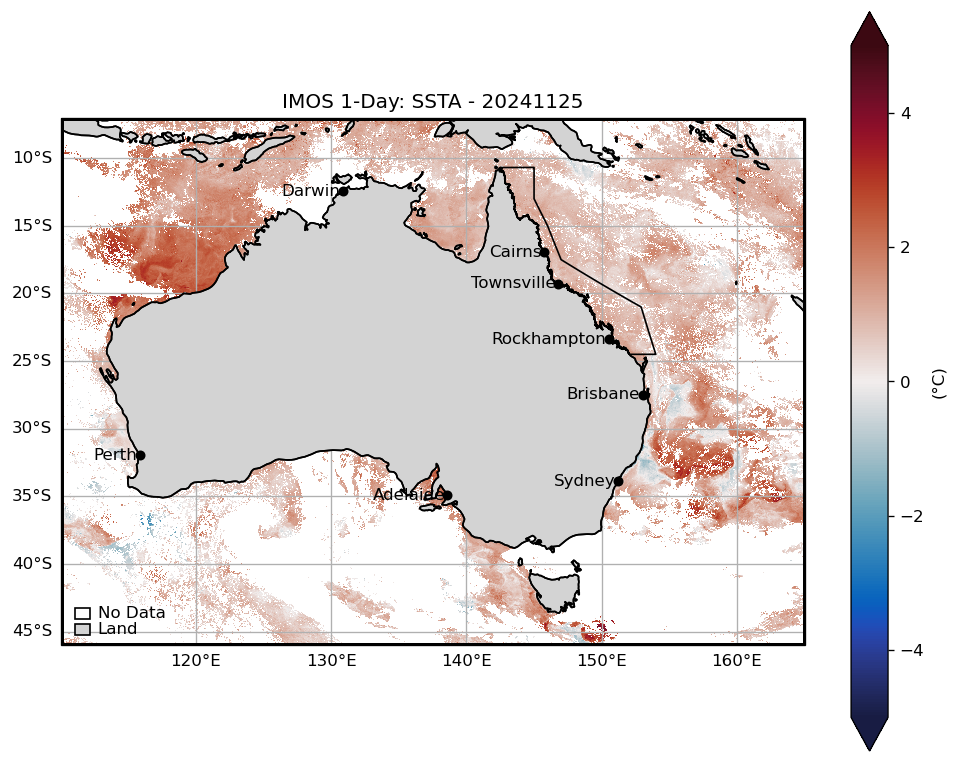 IMOS 1-Day: SSTA - 20241125
4
10°S
Darwin
15°S
2
Cairns
Townsville
20°S
Rockhampton
25°S
0
(°C)
Brisbane
30°S
Perth
Sydney
Adelaide
35°S
−2
40°S
No Data
Land
45°S
−4
120°E 130°E 140°E 150°E 160°E